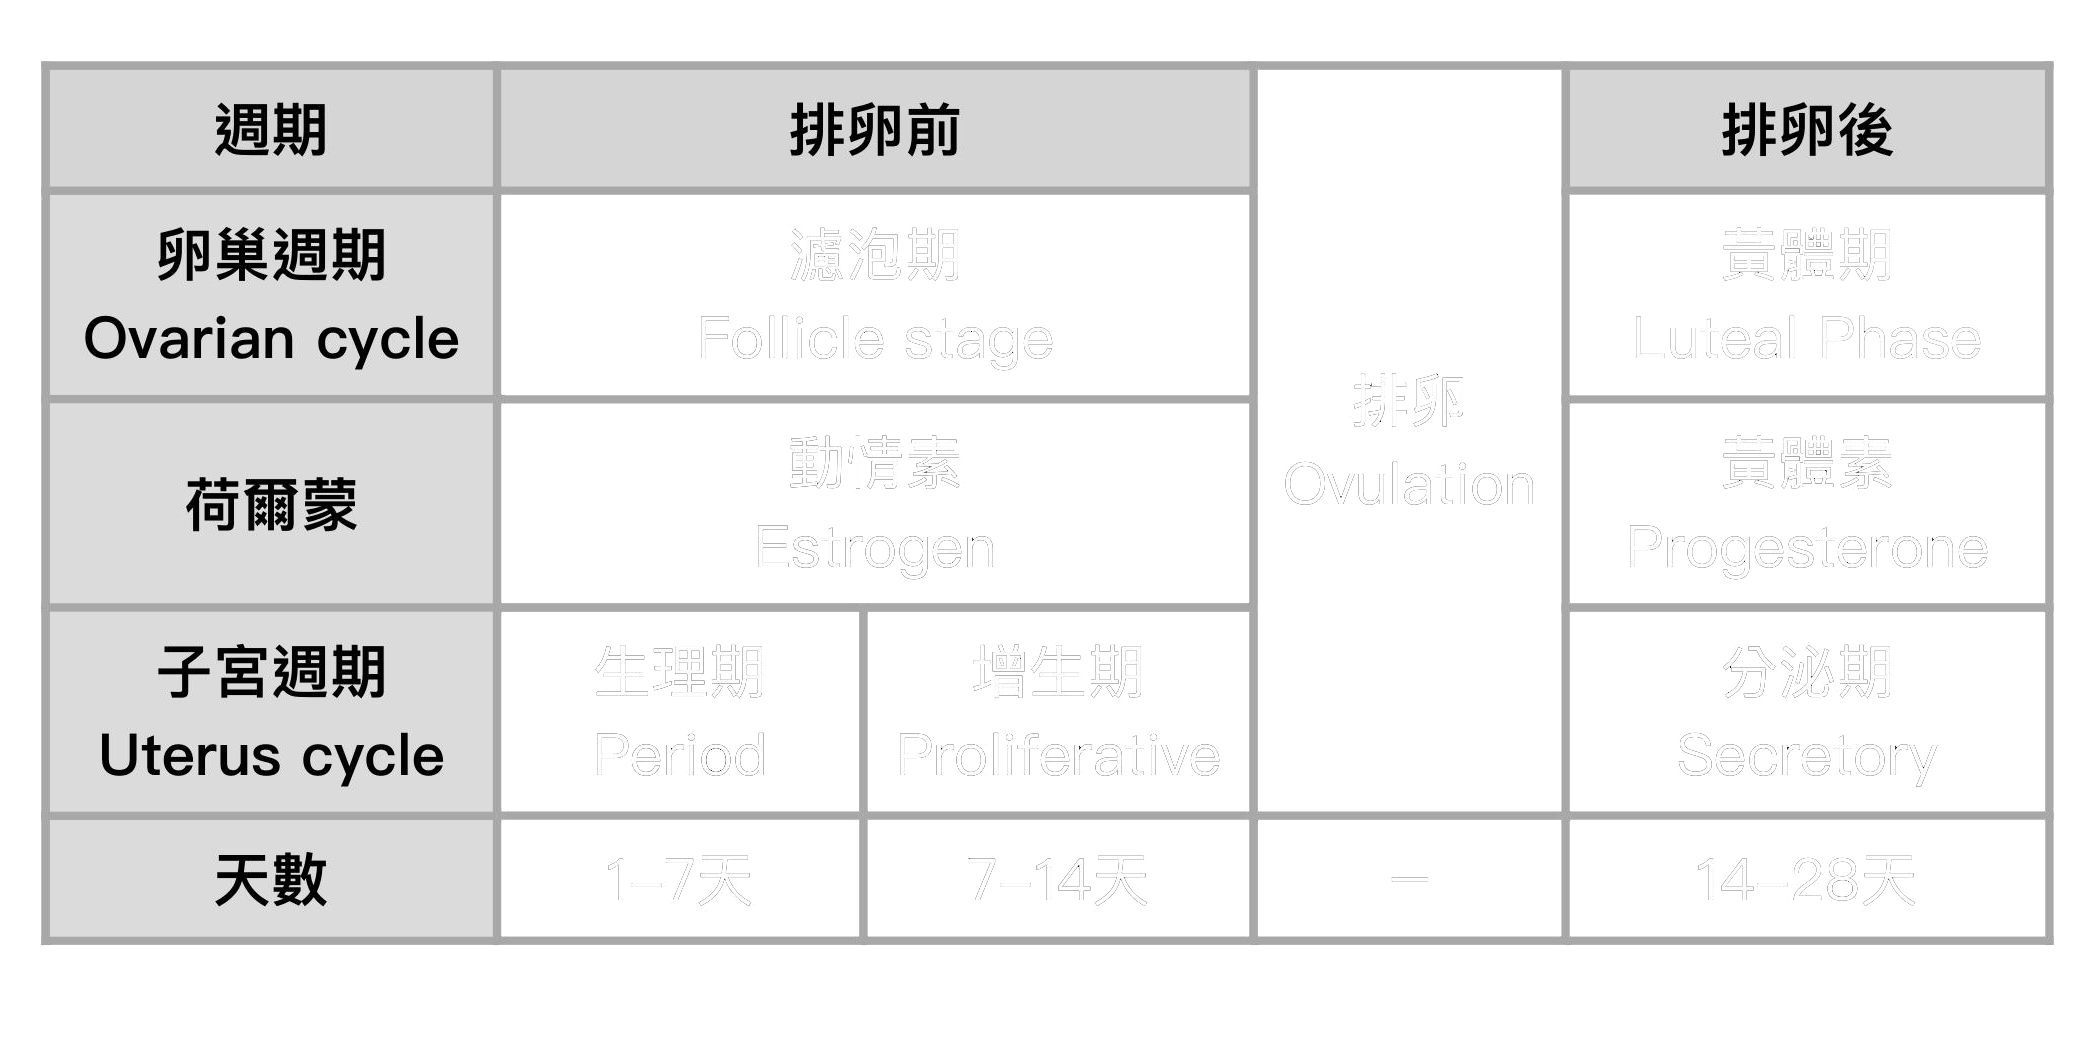 週期
排卵前
排卵後
卵巢週期
Ovarian cycle
濾泡期
Follicle stage
排卵
Ovulation
黃體期
Luteal Phase
荷爾蒙
動情素
Estrogen
黃體素
Progesterone
子宮週期
Uterus cycle
生理期
Period
增生期
Proliferative
分泌期
Secretory
天數
1–7天
7–14天
–
14–28天